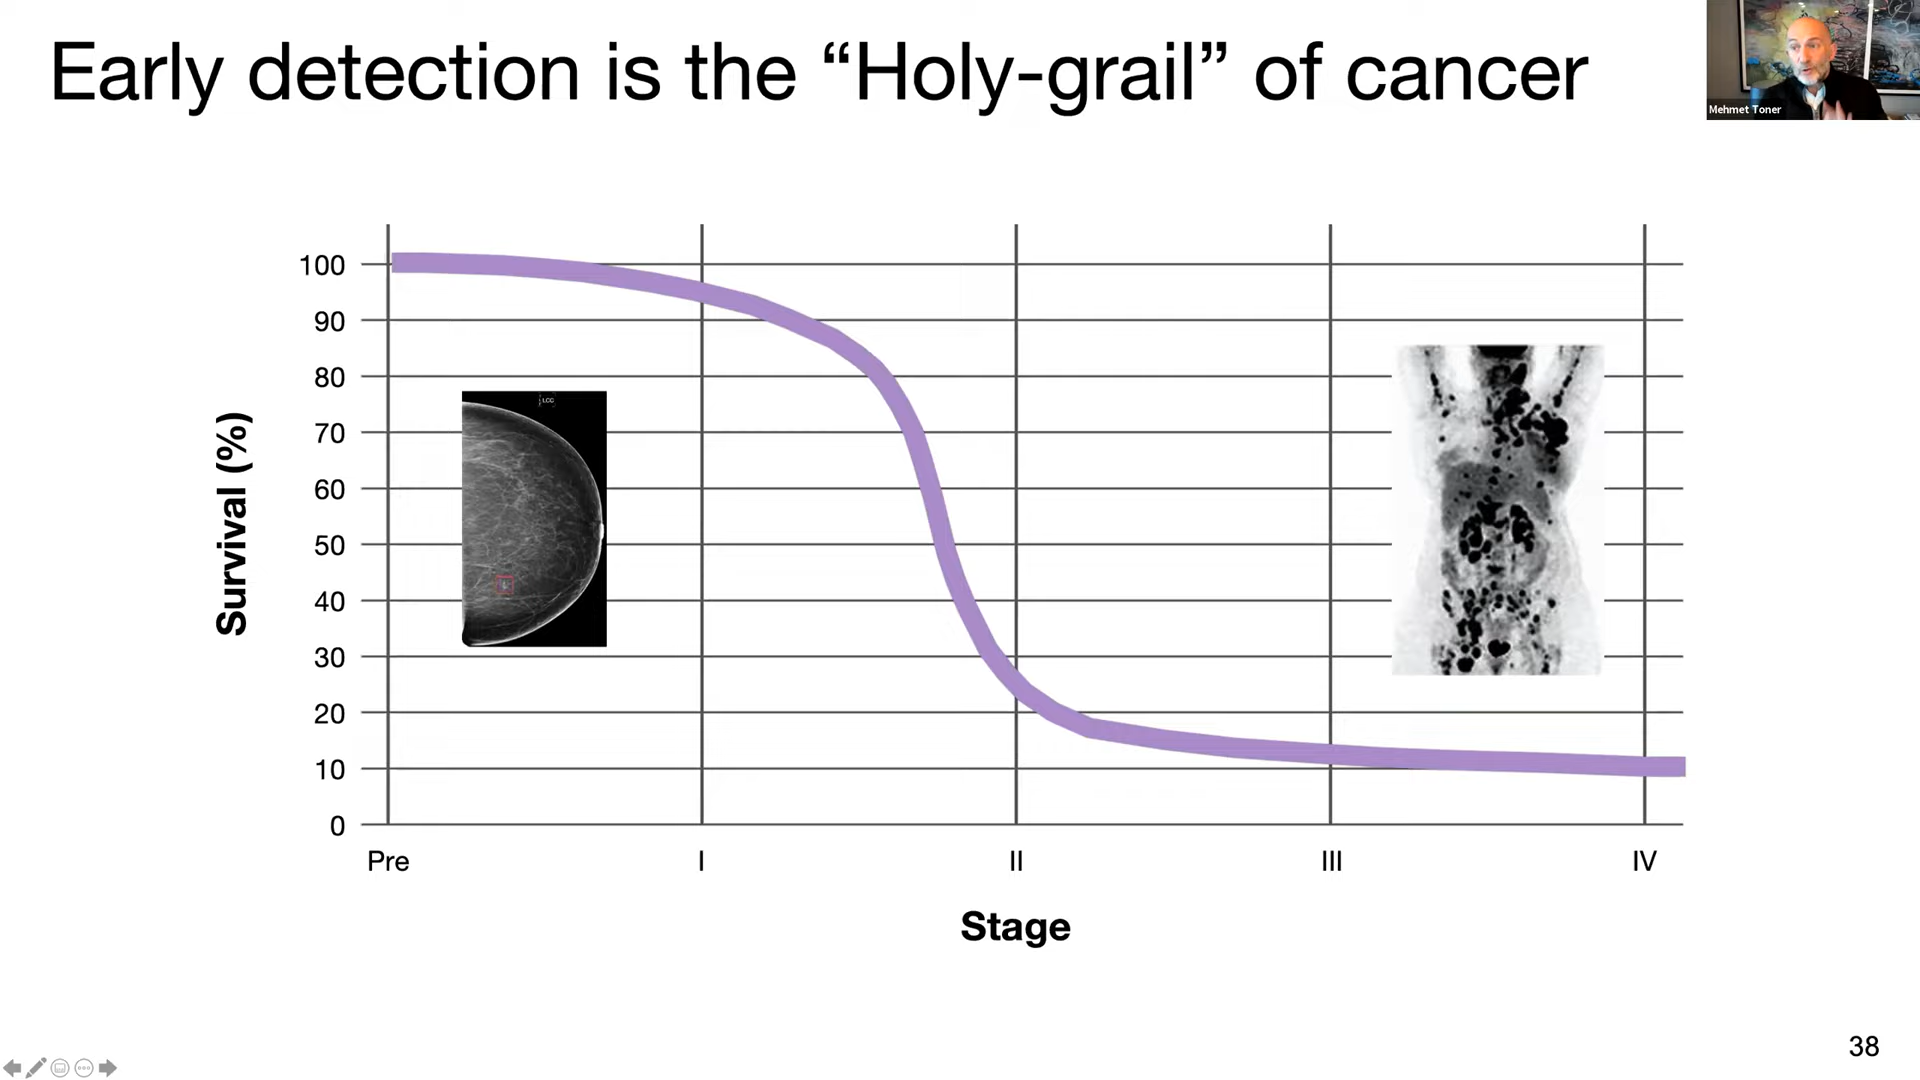 Early detection is the “Holy-grail” of cancer
Mehmet Toner
100
90
80
70
60
50
40
30
20
10
0
Survival (%)
LCC
Pre
I
II
III
IV
Stage
38